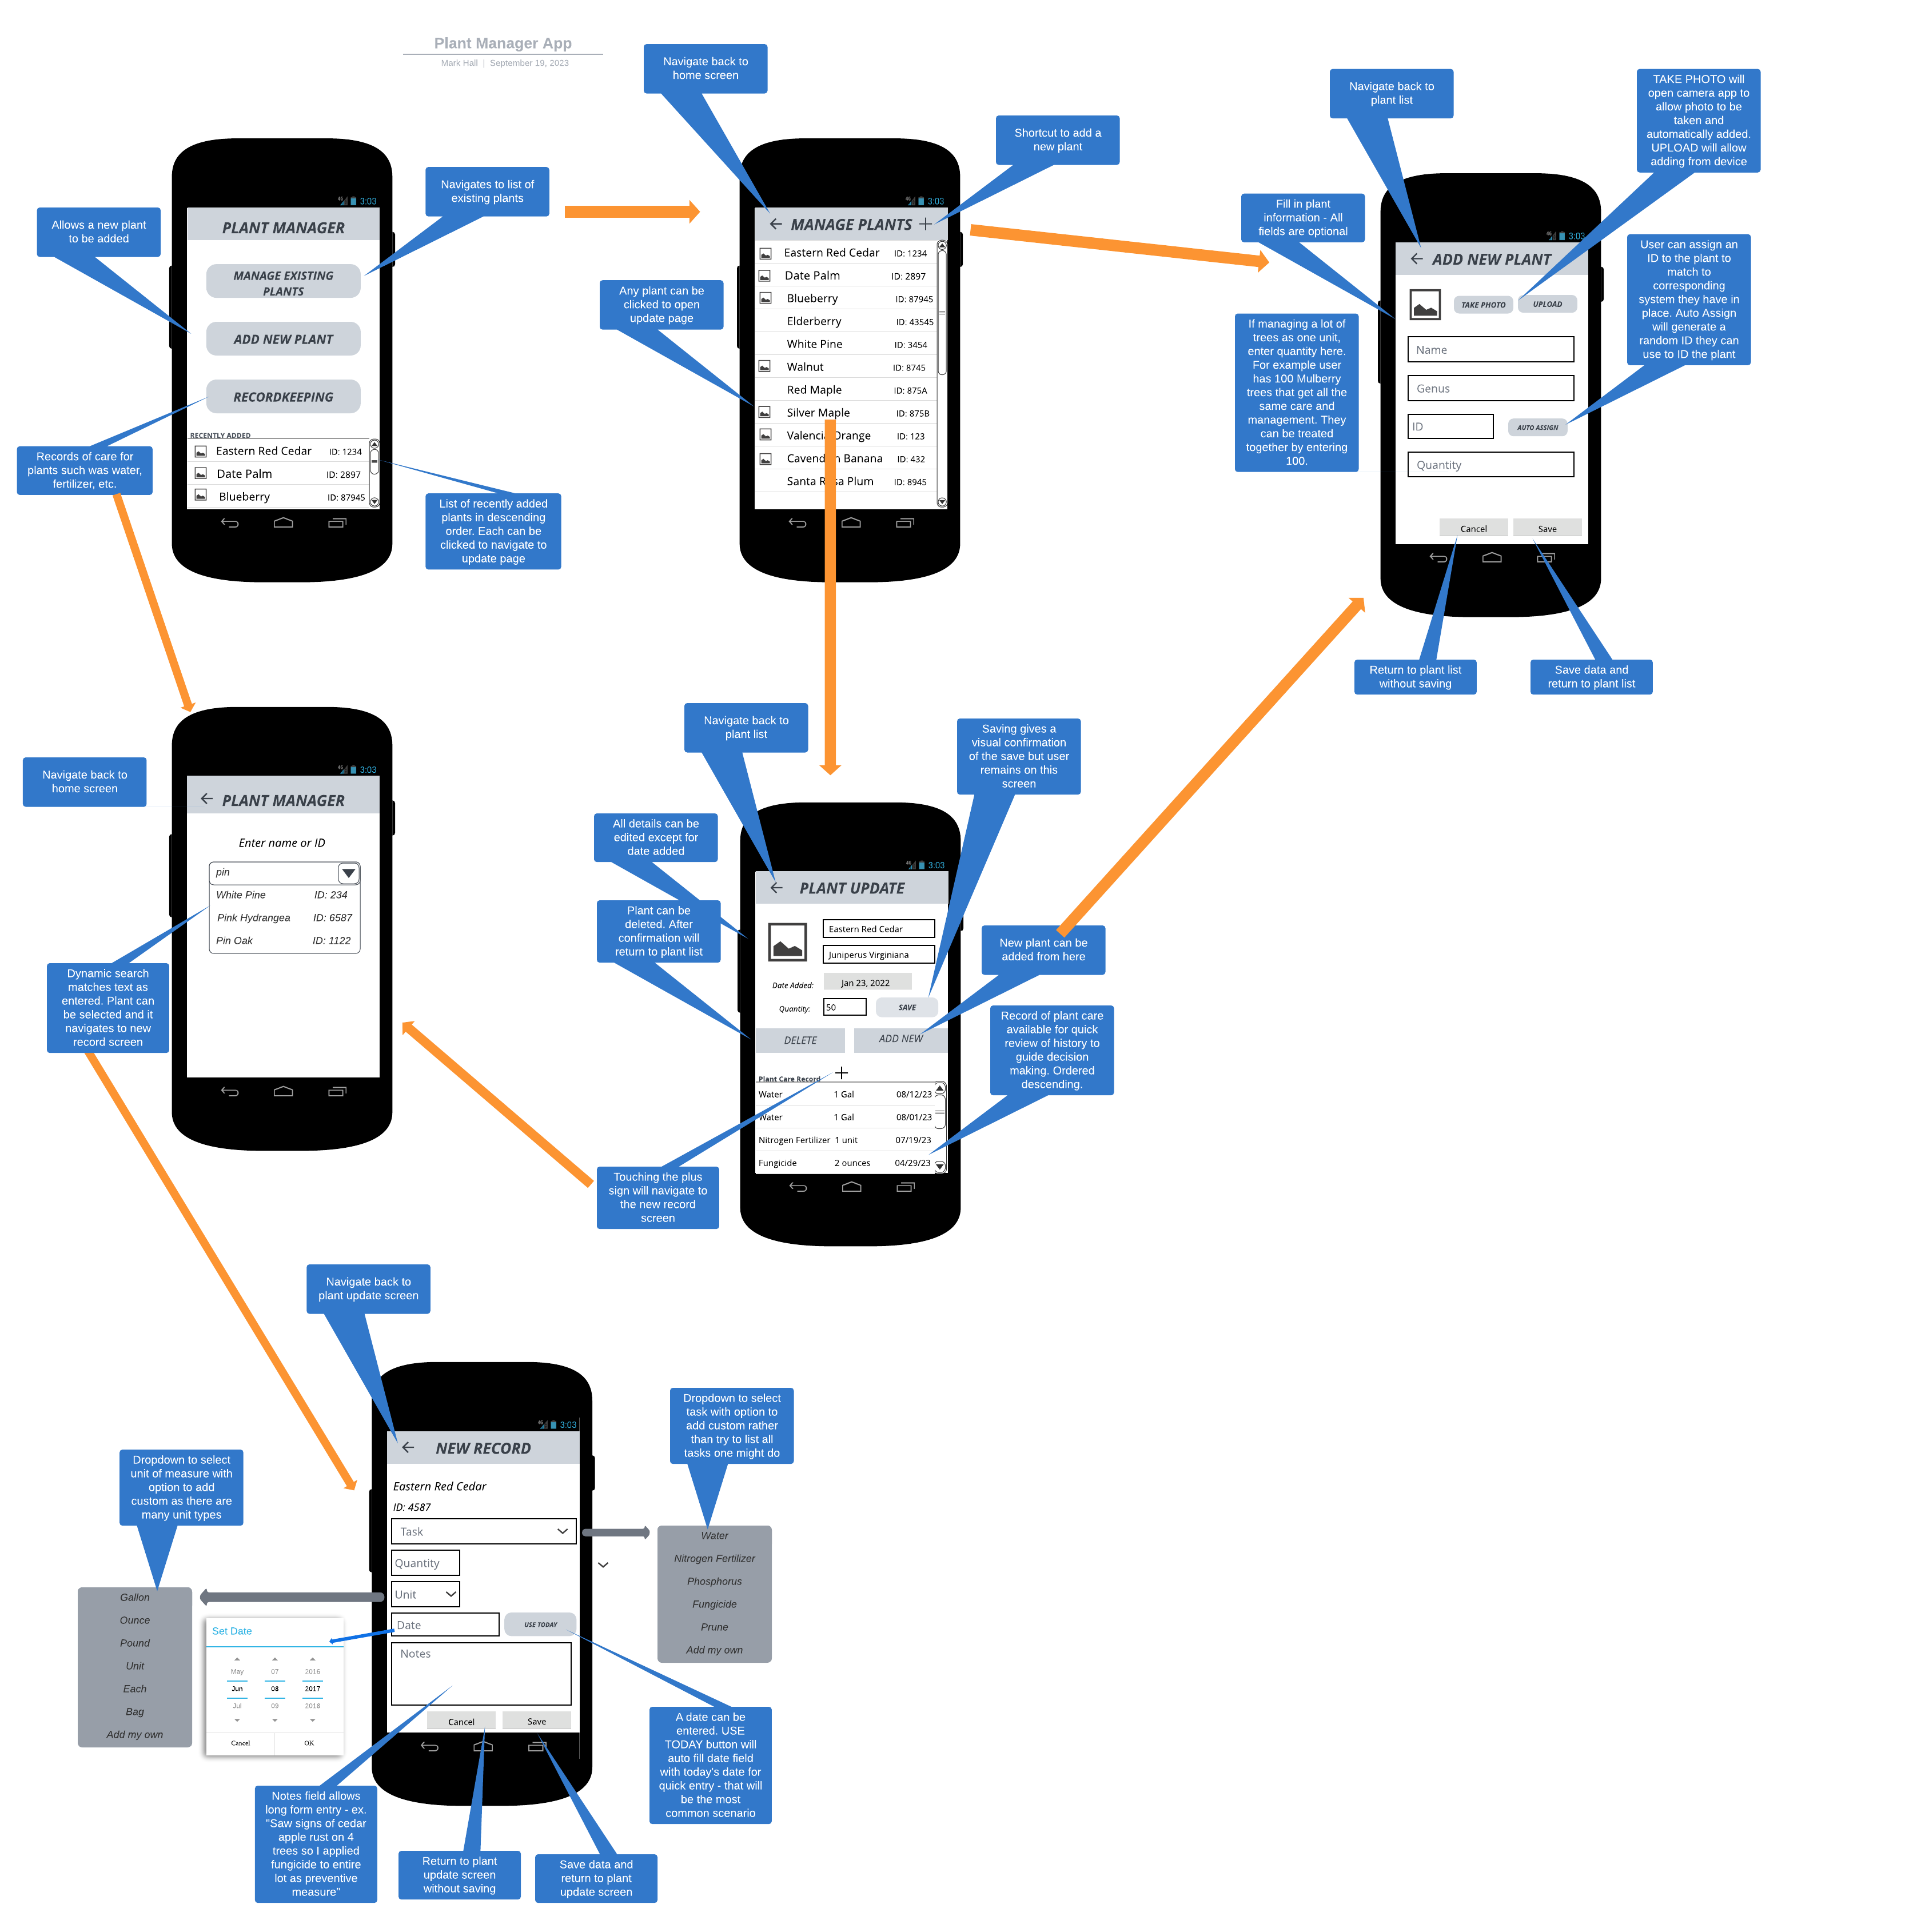 Plant Manager App
Mark Hall | September 19, 2023
Navigate back to
home screen
Shortcut to add a
new plant
Navigate back to
plant list
TAKE PHOTO will
open camera app to
allow photo to be
taken and
automatically added.
UPLOAD will allow
adding from device
Allows a new plant
to be added
Navigates to list of
existing plants
4G 3:03
PLANT MANAGER
MANAGE EXISTING
PLANTS
ADD NEW PLANT
RECORDKEEPING
RECENTLY ADDED
Eastern Red Cedar ID: 1234
Date Palm ID: 2897
Blueberry ID: 87945
Records of care for
plants such was water,
fertilizer, etc.
List of recently added
plants in descending
order. Each can be
clicked to navigate to
update page
Any plant can be
clicked to open
update page
4G 3:03
MANAGE PLANTS
Eastern Red Cedar ID: 1234
Date Palm ID: 2897
Blueberry ID: 87945
Elderberry ID: 43545
White Pine ID: 3454
Walnut ID: 8745
Red Maple ID: 875A
Silver Maple ID: 875B
Valencia Orange ID: 123
Cavendish Banana ID: 432
Santa Rosa Plum ID: 8945
Fill in plant
information - All
fields are optional
If managing a lot of
trees as one unit,
enter quantity here.
For example user
has 100 Mulberry
trees that get all the
same care and
management. They
can be treated
together by entering
100.
4G 3:03
ADD NEW PLANT
TAKE PHOTO UPLOAD
Name
Genus
ID AUTO ASSIGN
Quantity
Cancel Save
User can assign an
ID to the plant to
match to
corresponding
system they have in
place. Auto Assign
will generate a
random ID they can
use to ID the plant
Return to plant list
without saving
Save data and
return to plant list
Navigate back to
home screen
4G 3:03
PLANT MANAGER
Enter name or ID
pin
White Pine ID: 234
Pink Hydrangea ID: 6587
Pin Oak ID: 1122
Dynamic search
matches text as
entered. Plant can
be selected and it
navigates to new
record screen
Navigate back to
plant list
Saving gives a
visual confirmation
of the save but user
remains on this
screen
All details can be
edited except for
date added
Plant can be
deleted. After
confirmation will
return to plant list
4G 3:03
PLANT UPDATE
Eastern Red Cedar
Juniperus Virginiana
Date Added: Jan 23, 2022
Quantity: 50 SAVE
DELETE ADD NEW
Plant Care Record
Water 1 Gal 08/12/23
Water 1 Gal 08/01/23
Nitrogen Fertilizer 1 unit 07/19/23
Fungicide 2 ounces 04/29/23
New plant can be
added from here
Record of plant care
available for quick
review of history to
guide decision
making. Ordered
descending.
Touching the plus
sign will navigate to
the new record
screen
Navigate back to
plant update screen
Dropdown to select
unit of measure with
option to add
custom as there are
many unit types
Gallon
Ounce
Pound
Unit
Each
Bag
Add my own
Set Date
May 07 2016
Jun 08 2017
Jul 09 2018
Cancel OK
4G 3:03
NEW RECORD
Eastern Red Cedar
ID: 4587
Task
Quantity
Unit
Date USE TODAY
Notes
Cancel Save
Dropdown to select
task with option to
add custom rather
than try to list all
tasks one might do
Water
Nitrogen Fertilizer
Phosphorus
Fungicide
Prune
Add my own
A date can be
entered. USE
TODAY button will
auto fill date field
with today's date for
quick entry - that will
be the most
common scenario
Notes field allows
long form entry - ex.
"Saw signs of cedar
apple rust on 4
trees so I applied
fungicide to entire
lot as preventive
measure"
Return to plant
update screen
without saving
Save data and
return to plant
update screen